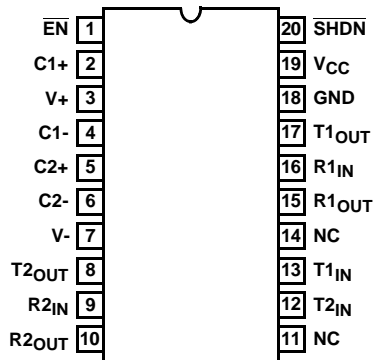 EN 1 20 SHDN
C1+ 2 19 VCC
V+ 3 18 GND
C1- 4 17 T1OUT
C2+ 5 16 R1IN
C2- 6 15 R1OUT
V- 7 14 NC
T2OUT 8 13 T1IN
R2IN 9 12 T2IN
R2OUT 10 11 NC